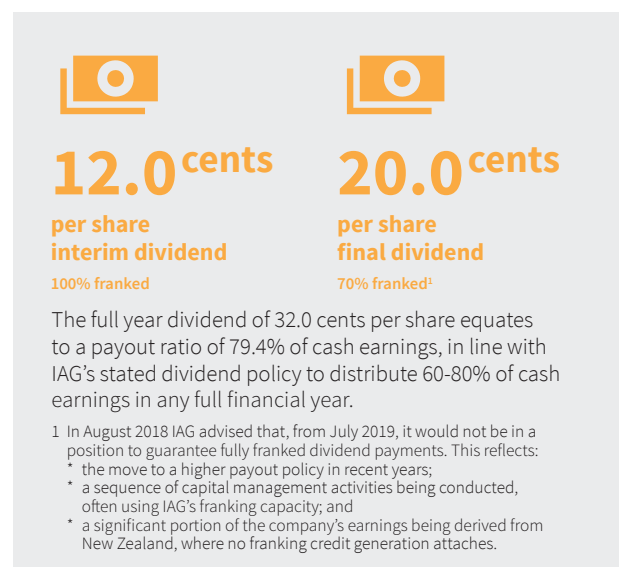 12.0 cents
per share
interim dividend
100% franked
20.0 cents
per share
final dividend
70% franked¹
The full year dividend of 32.0 cents per share equates
to a payout ratio of 79.4% of cash earnings, in line with
IAG’s stated dividend policy to distribute 60-80% of cash
earnings in any full financial year.
1 In August 2018 IAG advised that, from July 2019, it would not be in a
position to guarantee fully franked dividend payments. This reflects:
* the move to a higher payout policy in recent years;
* a sequence of capital management activities being conducted,
often using IAG’s franking capacity; and
* a significant portion of the company’s earnings being derived from
New Zealand, where no franking credit generation attaches.